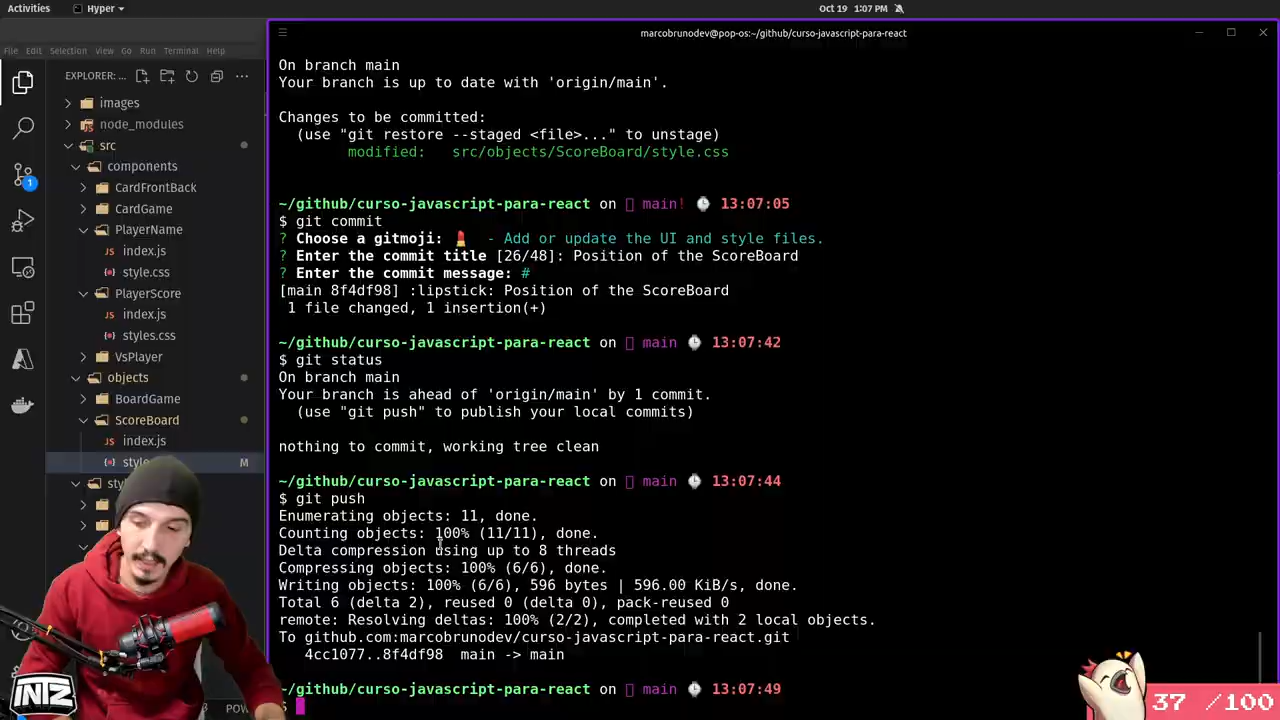 Activities
Hyper
Oct 19 1:07 PM
marcobrunodev@pop-os:~/github/curso-javascript-para-react
File Edit Selection View Go Run Terminal Help
EXPLORER: ...
images
node_modules
src
components
CardFrontBack
CardGame
PlayerName
index.js
style.css
PlayerScore
index.js
styles.css
VsPlayer
objects
BoardGame
ScoreBoard
index.js
style
M
1
On branch main
Your branch is up to date with 'origin/main'.
Changes to be committed:
(use "git restore --staged <file>..." to unstage)
modified: src/objects/ScoreBoard/style.css
~/github/curso-javascript-para-react on main! 13:07:05
$ git commit
? Choose a gitmoji: 💄 - Add or update the UI and style files.
? Enter the commit title [26/48]: Position of the ScoreBoard
? Enter the commit message: #
[main 8f4df98] :lipstick: Position of the ScoreBoard
1 file changed, 1 insertion(+)
~/github/curso-javascript-para-react on main 13:07:42
$ git status
On branch main
Your branch is ahead of 'origin/main' by 1 commit.
(use "git push" to publish your local commits)
nothing to commit, working tree clean
~/github/curso-javascript-para-react on main 13:07:44
$ git push
Enumerating objects: 11, done.
Counting objects: 100% (11/11), done.
Delta compression using up to 8 threads
Compressing objects: 100% (6/6), done.
Writing objects: 100% (6/6), 596 bytes | 596.00 KiB/s, done.
Total 6 (delta 2), reused 0 (delta 0), pack-reused 0
remote: Resolving deltas: 100% (2/2), completed with 2 local objects.
To github.com:marcobrunodev/curso-javascript-para-react.git
4cc1077..8f4df98 main -> main
~/github/curso-javascript-para-react on main 13:07:49
$
INTZ
37 /100